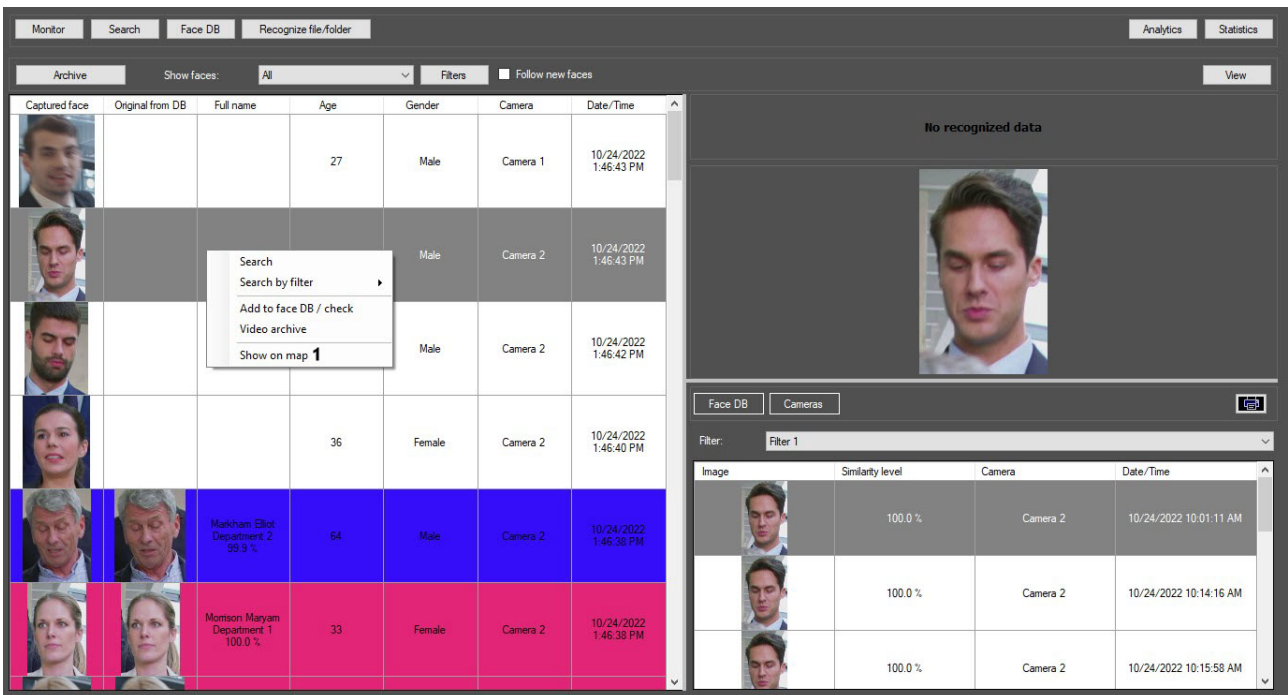 Monitor Search Face DB Recognize file/folder Analytics Statistics
Archive Show faces: All Filters Follow new faces View
Captured face Original from DB Full name Age Gender Camera Date/Time
27 Male Camera 1 10/24/2022
1:46:43 PM
Male Camera 2 10/24/2022
1:46:43 PM
Search
Search by filter
Add to face DB / check
Video archive
Show on map 1
Male Camera 2 10/24/2022
1:46:42 PM
36 Female Camera 2 10/24/2022
1:46:40 PM
Markham Elliot
Department 2
99.9 %
64 Male Camera 2 10/24/2022
1:46:38 PM
Morrison Maryam
Department 1
100.0 %
33 Female Camera 2 10/24/2022
1:46:38 PM
No recognized data
Face DB Cameras
Filter: Filter 1
Image Similarity level Camera Date/Time
100.0 % Camera 2 10/24/2022 10:01:11 AM
100.0 % Camera 2 10/24/2022 10:14:16 AM
100.0 % Camera 2 10/24/2022 10:15:58 AM